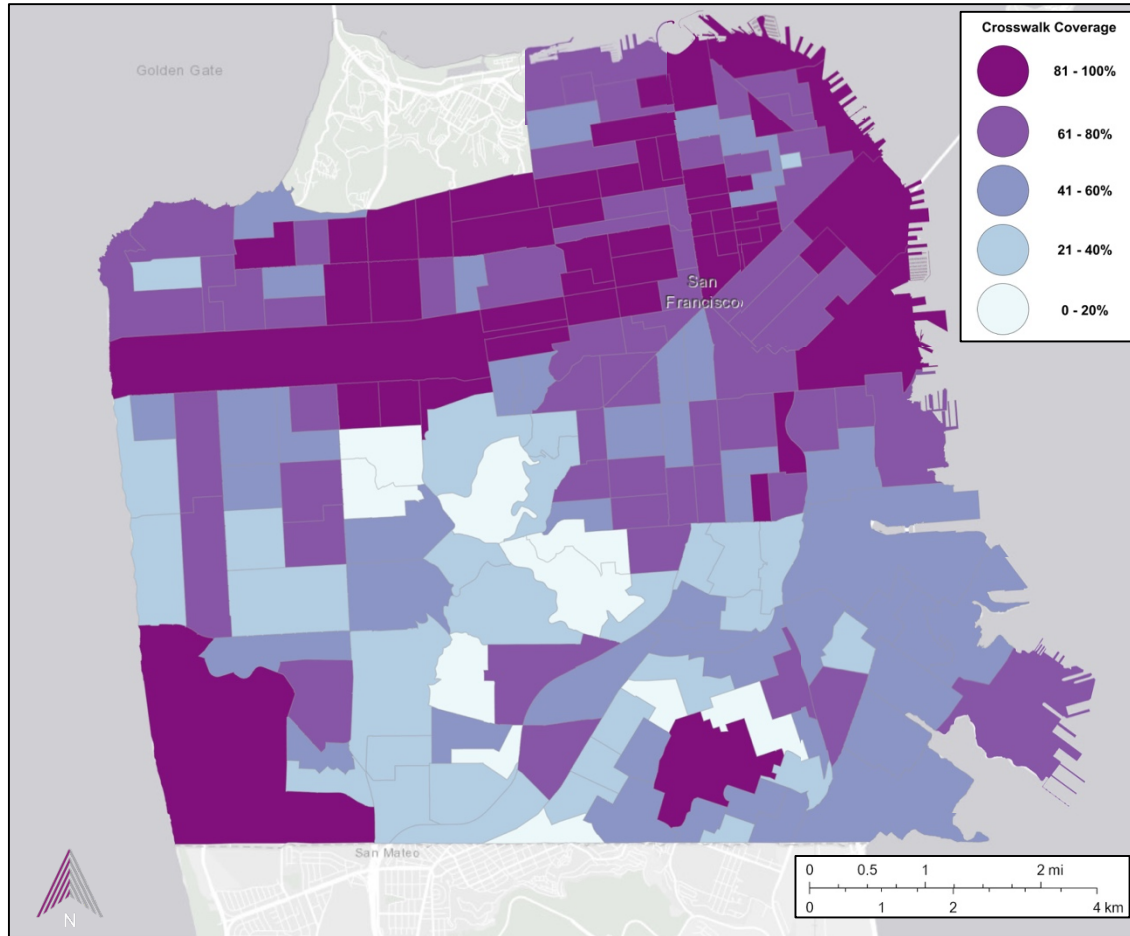 Crosswalk Coverage
81 - 100%
61 - 80%
41 - 60%
21 - 40%
0 - 20%
Golden Gate
San
Francisco
San Mateo
N
0 0.5 1 2 mi
0 1 2 4 km